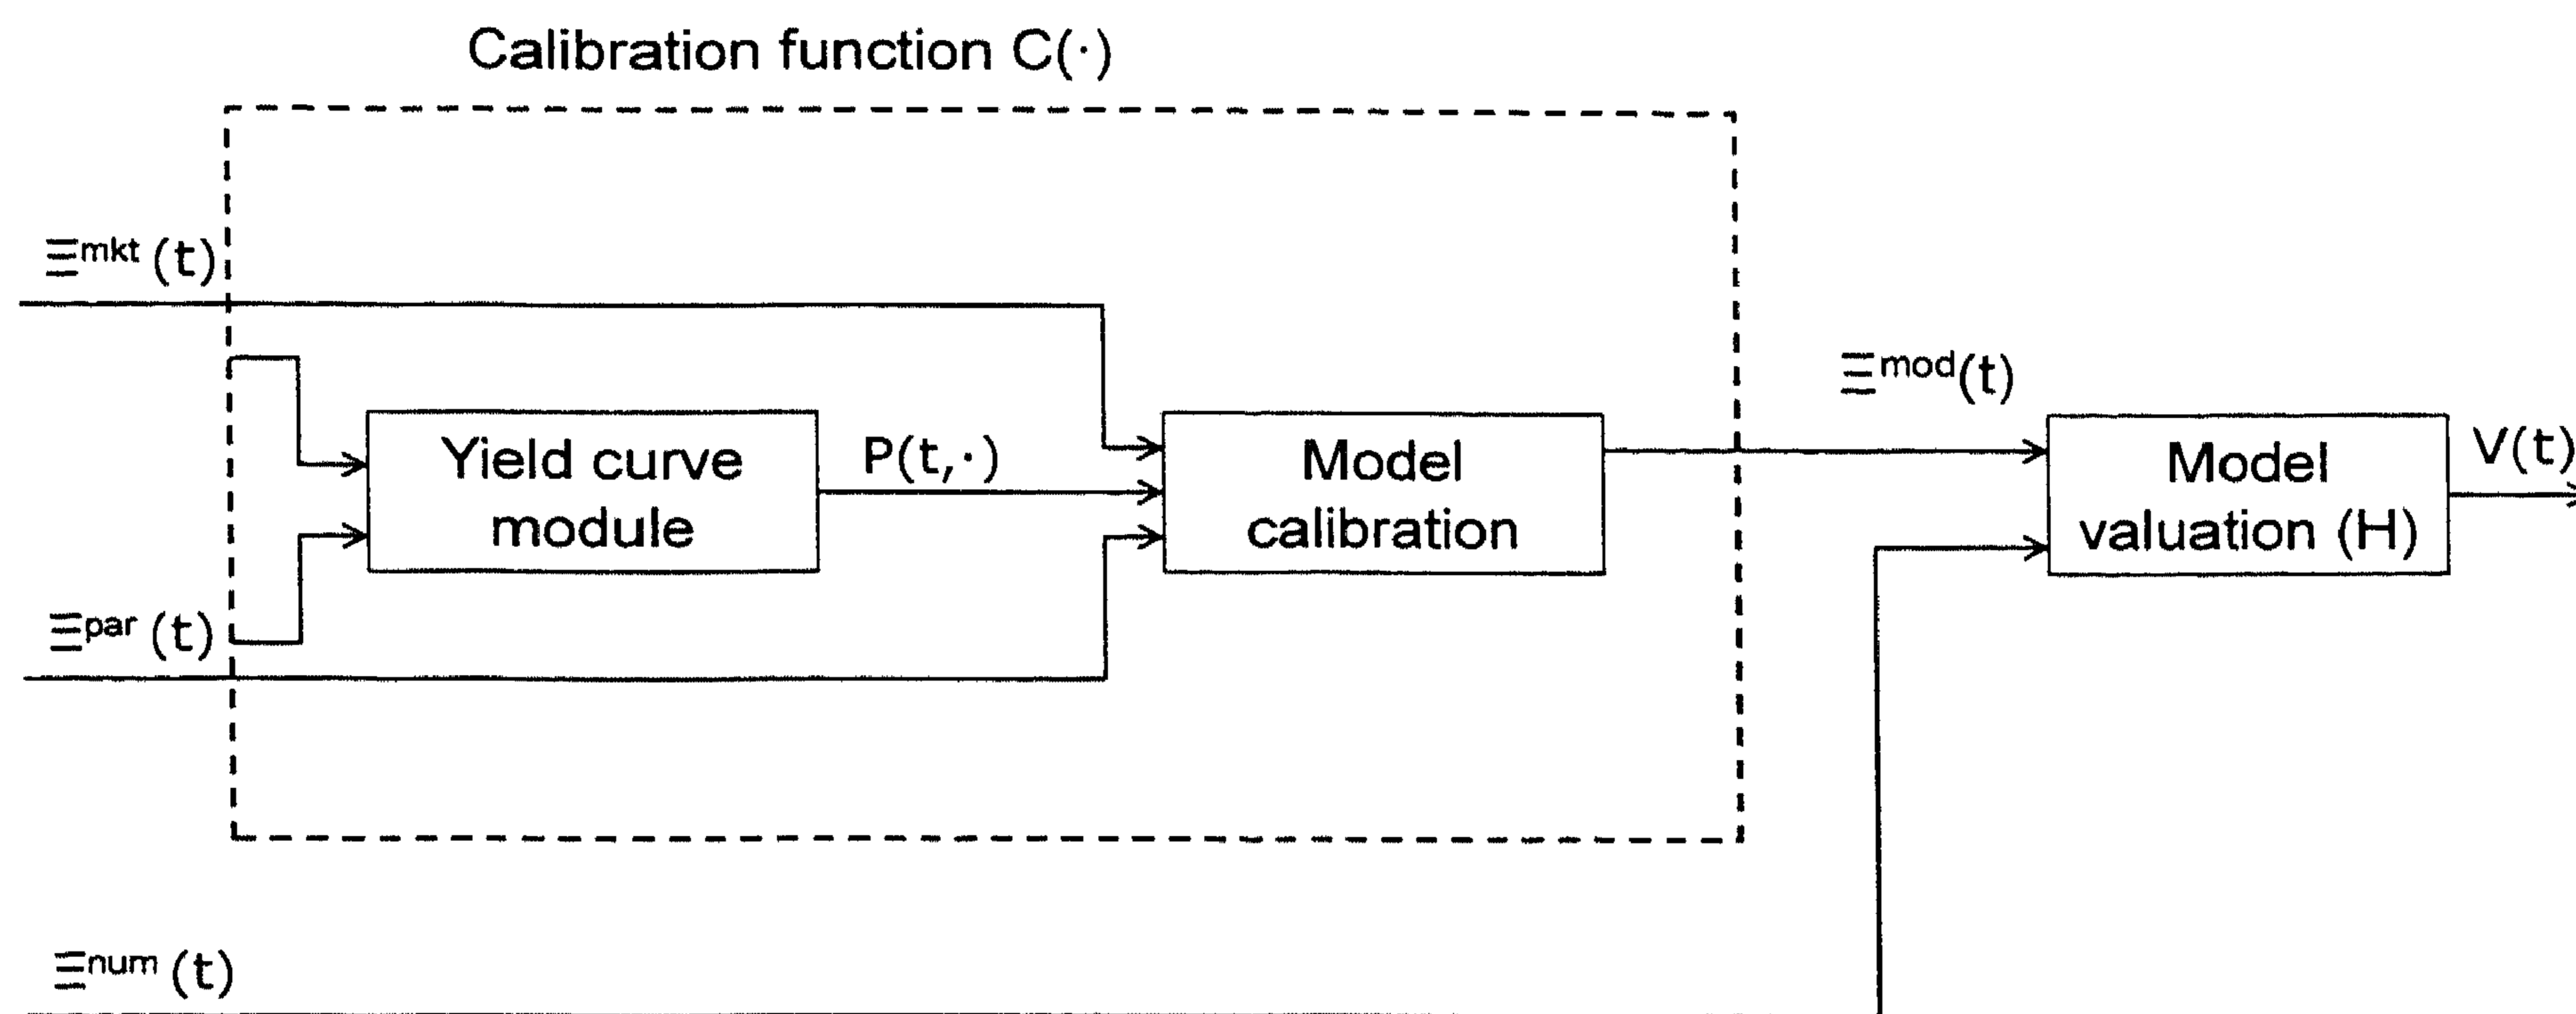 Calibration function C(·)
Ξmkt (t)
Ξmod(t)
Yield curve
module
P(t,·)
Model
calibration
Model
valuation (H)
V(t)
Ξpar (t)
Ξnum (t)